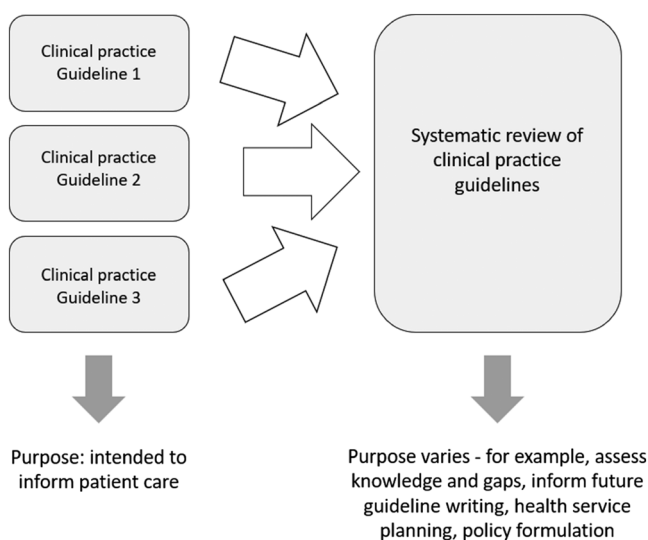 Clinical practice
Guideline 1
Clinical practice
Guideline 2
Clinical practice
Guideline 3
Systematic review of
clinical practice
guidelines
Purpose: intended to
inform patient care
Purpose varies - for example, assess
knowledge and gaps, inform future
guideline writing, health service
planning, policy formulation